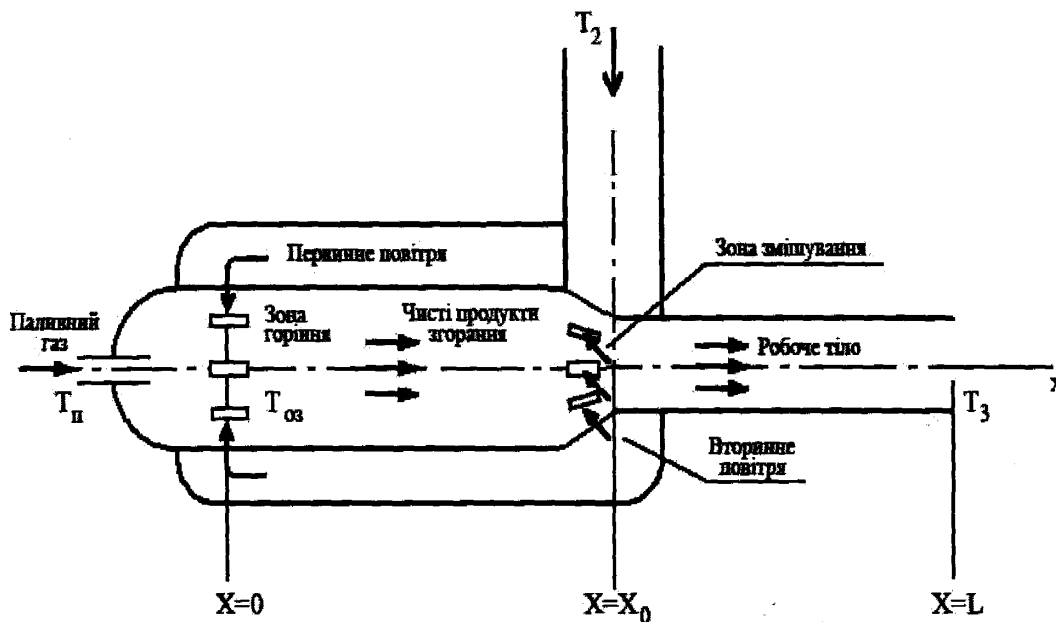 T₂
Первинне повітря
Зона змішування
Паливний
газ
Зона
горіння
Чисті продукти
згорання
Робоче тіло
x
Tп
Tоз
T₃
Вторинне
повітря
X=0
X=X₀
X=L